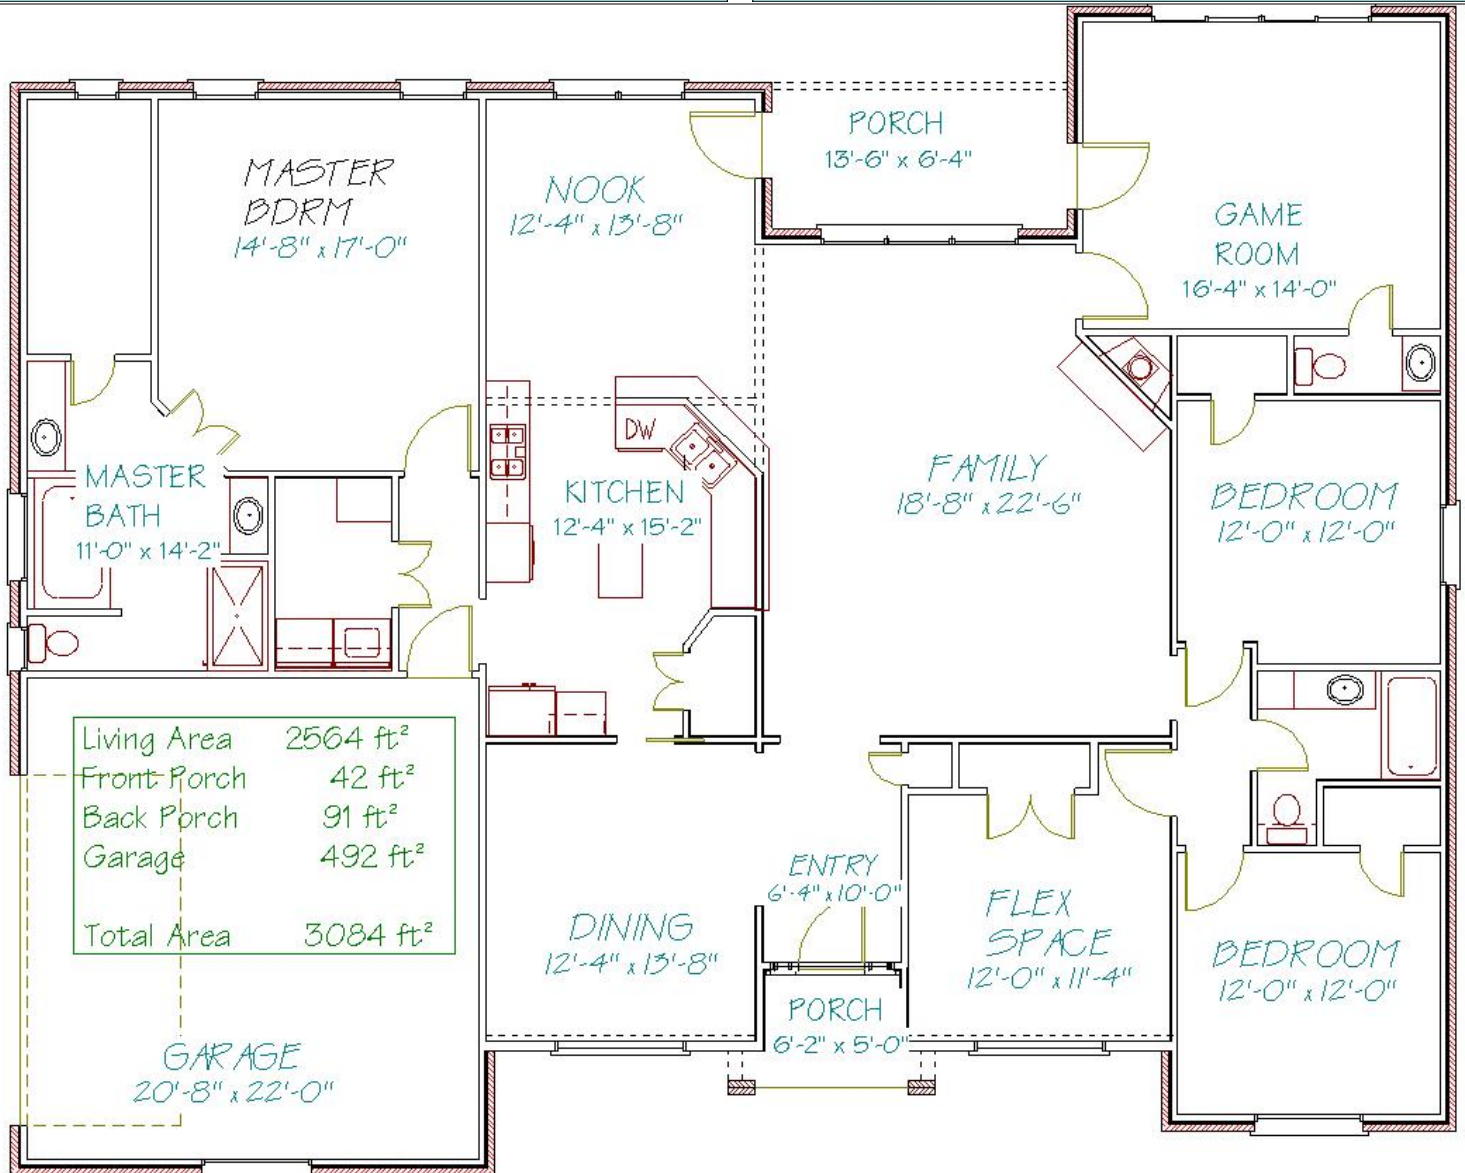 PORCH
13'-6" x 6'-4"
MASTER
BDRM
14'-8" x 17'-0"
NOOK
12'-4" x 13'-8"
GAME
ROOM
16'-4" x 14'-0"
DW
MASTER
BATH
11'-0" x 14'-2"
KITCHEN
12'-4" x 15'-2"
FAMILY
18'-8" x 22'-6"
BEDROOM
12'-0" x 12'-0"
Living Area 2564 ft²
Front Porch 42 ft²
Back Porch 91 ft²
Garage 492 ft²
Total Area 3084 ft²
ENTRY
6'-4" x 10'-0"
DINING
12'-4" x 13'-8"
FLEX
SPACE
12'-0" x 11'-4"
BEDROOM
12'-0" x 12'-0"
PORCH
6'-2" x 5'-0"
GARAGE
20'-8" x 22'-0"